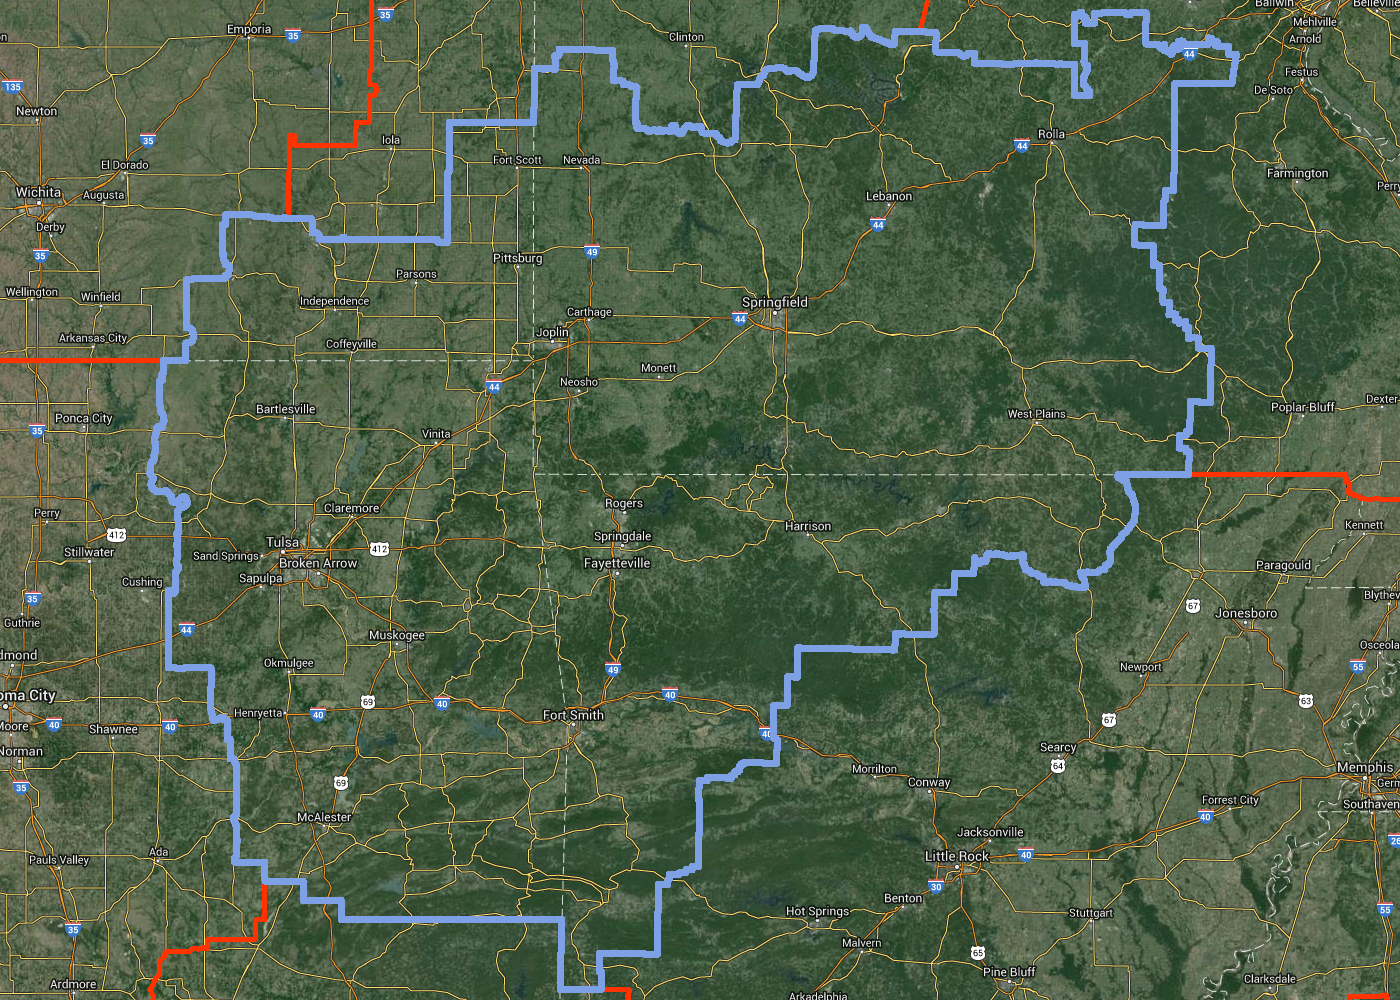 Ballwin
Belleville
Mehlville
Arnold
Emporia
35
35
Clinton
44
Festus
De Soto
135
Newton
35
Iola
Rolla
44
El Dorado
Fort Scott
Nevada
Farmington
Wichita
Augusta
Lebanon
Perry
Derby
44
35
49
Pittsburg
Parsons
Wellington
Winfield
Independence
Springfield
Carthage
44
Arkansas City
Coffeyville
Joplin
Monett
Neosho
44
Bartlesville
Ponca City
35
Vinita
West Plains
Poplar Bluff
Dexter
Rogers
Claremore
Perry
Harrison
Kennett
412
Springdale
Tulsa
412
Stillwater
Sand Springs
Broken Arrow
Fayetteville
Paragould
Cushing
Sapulpa
35
Blythev
67
Jonesboro
Guthrie
44
Muskogee
Osceola
dmond
Okmulgee
49
Newport
55
oma City
40
69
40
63
Henryetta
40
Fort Smith
67
40
Moore
Shawnee
40
40
Norman
Searcy
64
Memphis
Morrilton
35
69
Conway
Germ
Forrest City
Southaven
40
McAlester
Jacksonville
26
Ada
Little Rock
40
Pauls Valley
30
Benton
55
Hot Springs
Stuttgart
35
Malvern
65
Pine Bluff
Ardmore
Clarksdale
Arkadelphia